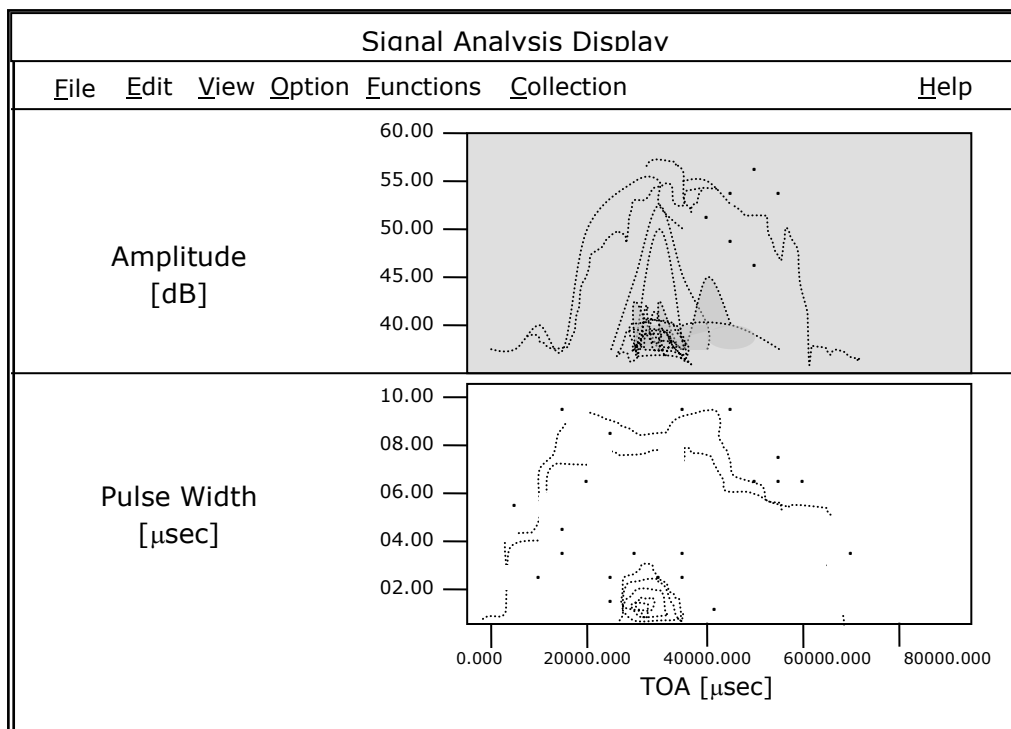 Signal Analysis Display
File Edit View Option Functions Collection Help
60.00
55.00
50.00
45.00
40.00
Amplitude
[dB]
10.00
08.00
06.00
04.00
02.00
Pulse Width
[μsec]
0.000 20000.000 40000.000 60000.000 80000.000
TOA [μsec]